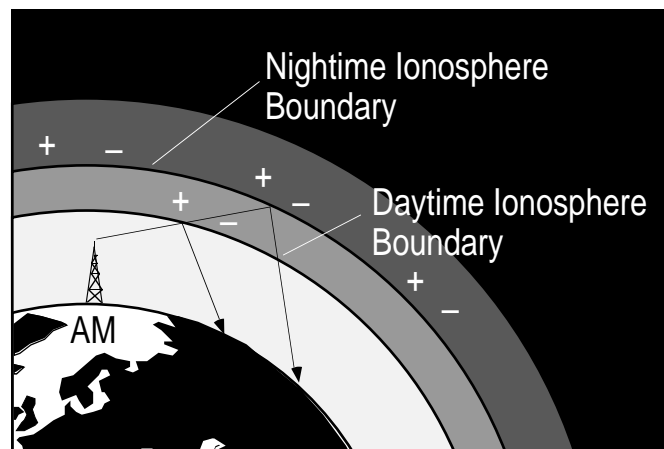 Nightime Ionosphere
Boundary
+ –
+ –
+ –
Daytime Ionosphere
Boundary
+ –
AM